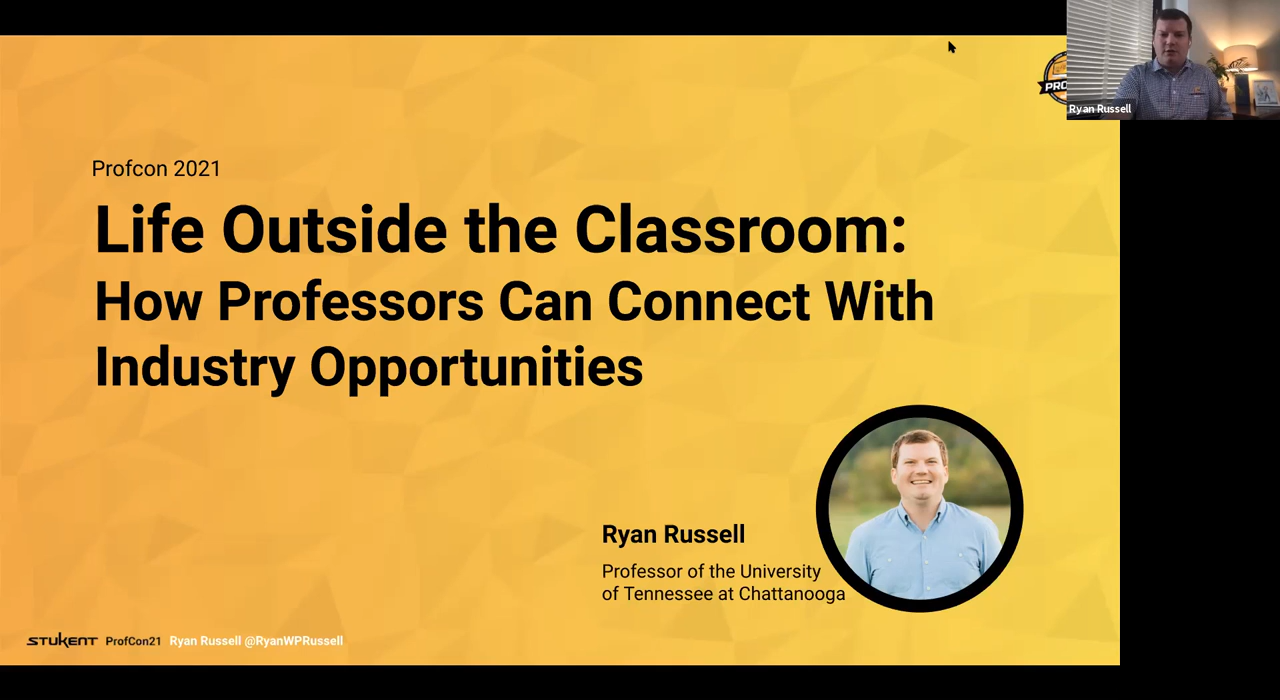 Ryan Russell
Profcon 2021
Life Outside the Classroom:
How Professors Can Connect With
Industry Opportunities
Ryan Russell
Professor of the University
of Tennessee at Chattanooga
STUKENT ProfCon21 Ryan Russell @RyanWPRussell